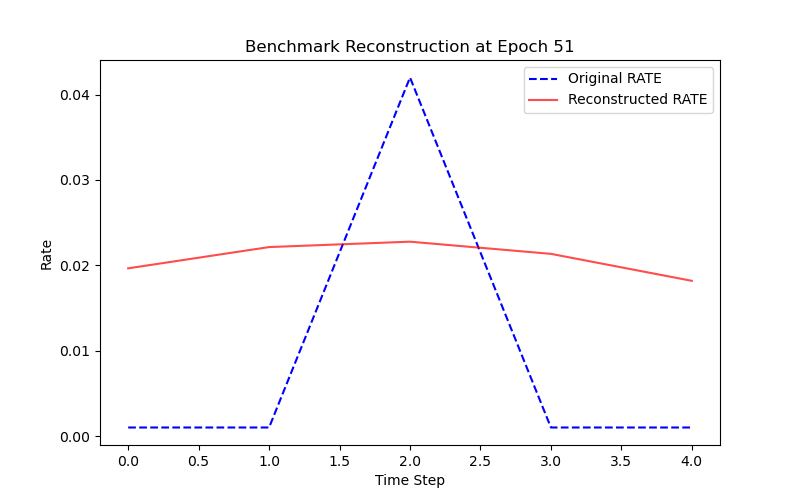 Benchmark Reconstruction at Epoch 51
Original RATE
Reconstructed RATE
0.04
0.03
0.02
0.01
0.00
Rate
0.0 0.5 1.0 1.5 2.0 2.5 3.0 3.5 4.0
Time Step